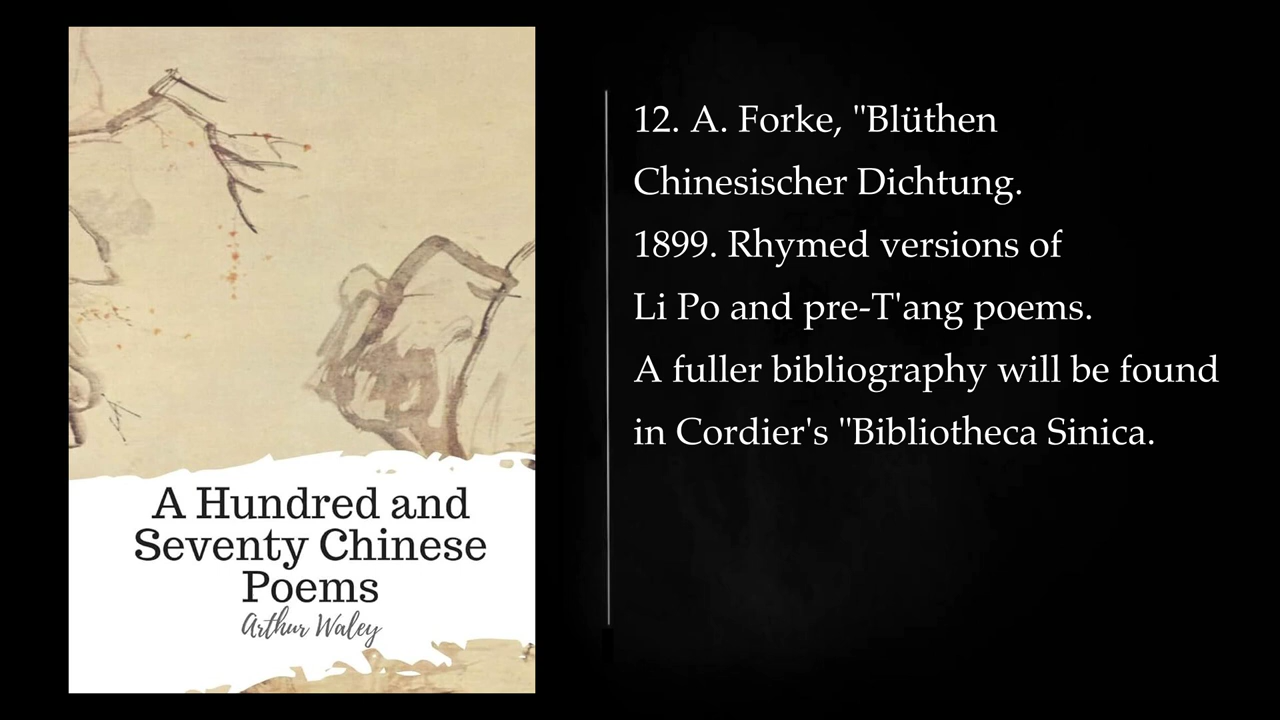 A Hundred and
Seventy Chinese
Poems
Arthur Waley
12. A. Forke, "Blüthen
Chinesischer Dichtung.
1899. Rhymed versions of
Li Po and pre-T'ang poems.
A fuller bibliography will be found
in Cordier's "Bibliotheca Sinica.